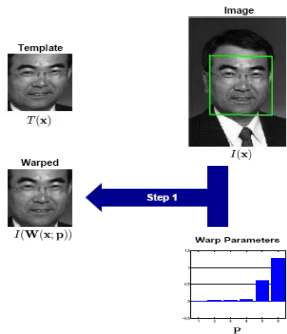 Image
Template
T(x)
I(x)
Warped
Step 1
I(W(x;p))
Warp Parameters
p